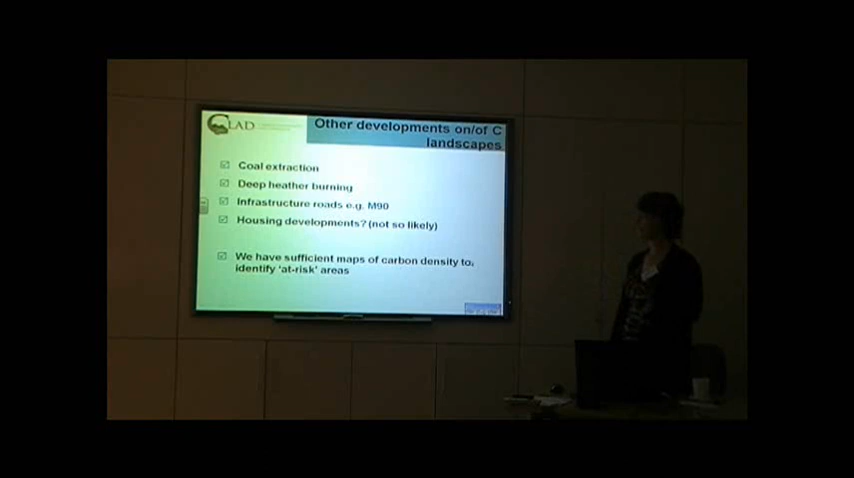 CLAD
Other developments on/of C
landscapes
Coal extraction
Deep heather burning
Infrastructure roads e.g. M90
Housing developments? (not so likely)
We have sufficient maps of carbon density to
identify ‘at-risk’ areas